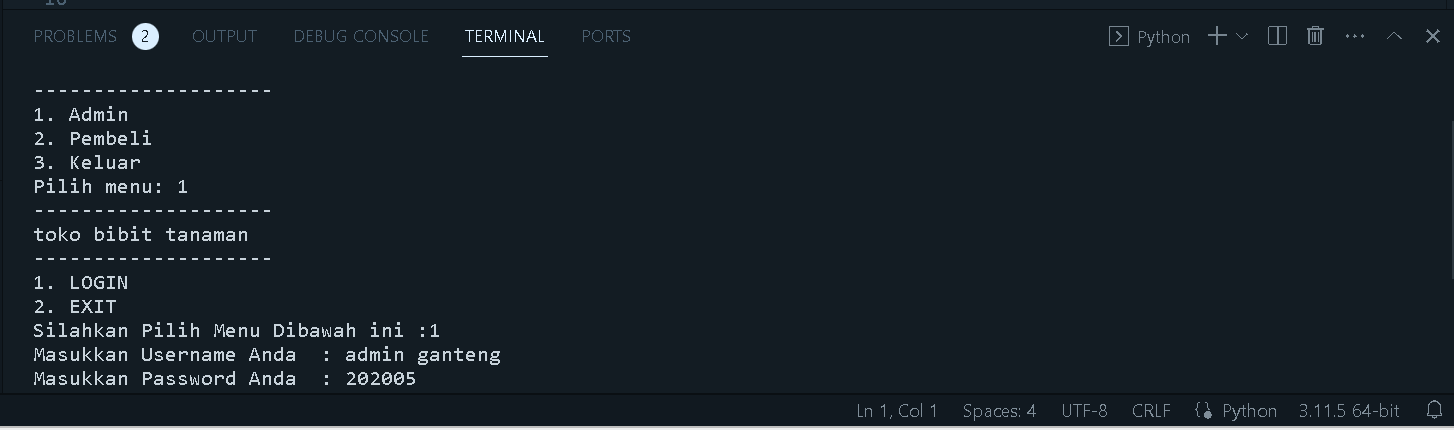 PROBLEMS 2 OUTPUT DEBUG CONSOLE TERMINAL PORTS Python
--------------------
1. Admin
2. Pembeli
3. Keluar
Pilih menu: 1
--------------------
toko bibit tanaman
--------------------
1. LOGIN
2. EXIT
Silahkan Pilih Menu Dibawah ini :1
Masukkan Username Anda  : admin ganteng
Masukkan Password Anda  : 202005
Ln 1, Col 1 Spaces: 4 UTF-8 CRLF Python 3.11.5 64-bit